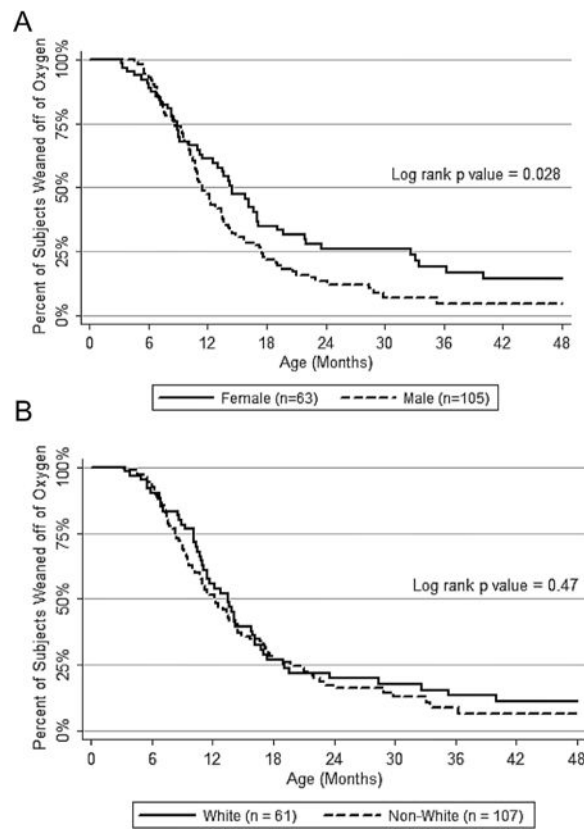 A
Percent of Subjects Weaned off of Oxygen
100%
75%
50%
25%
0%
Log rank p value = 0.028
0 6 12 18 24 30 36 42 48
Age (Months)
Female (n=63) Male (n=105)
B
Percent of Subjects Weaned off of Oxygen
100%
75%
50%
25%
0%
Log rank p value = 0.47
0 6 12 18 24 30 36 42 48
Age (Months)
White (n = 61) Non-White (n = 107)